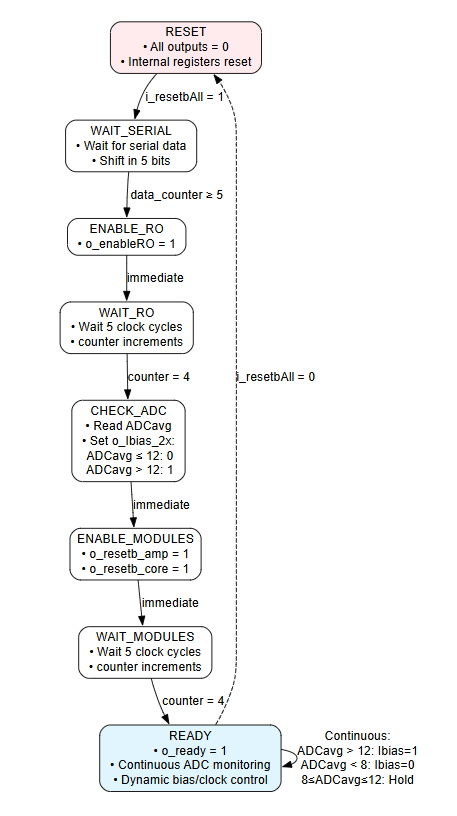 RESET
• All outputs = 0
• Internal registers reset
i_resetbAll = 1
WAIT_SERIAL
• Wait for serial data
• Shift in 5 bits
data_counter ≥ 5
ENABLE_RO
• o_enableRO = 1
immediate
WAIT_RO
• Wait 5 clock cycles
• counter increments
counter = 4
i_resetbAll = 0
CHECK_ADC
• Read ADCavg
• Set o_Ibias_2x:
ADCavg ≤ 12: 0
ADCavg > 12: 1
immediate
ENABLE_MODULES
• o_resetb_amp = 1
• o_resetb_core = 1
immediate
WAIT_MODULES
• Wait 5 clock cycles
• counter increments
counter = 4
READY
• o_ready = 1
• Continuous ADC monitoring
• Dynamic bias/clock control
Continuous:
ADCavg > 12: Ibias=1
ADCavg < 8: Ibias=0
8≤ADCavg≤12: Hold